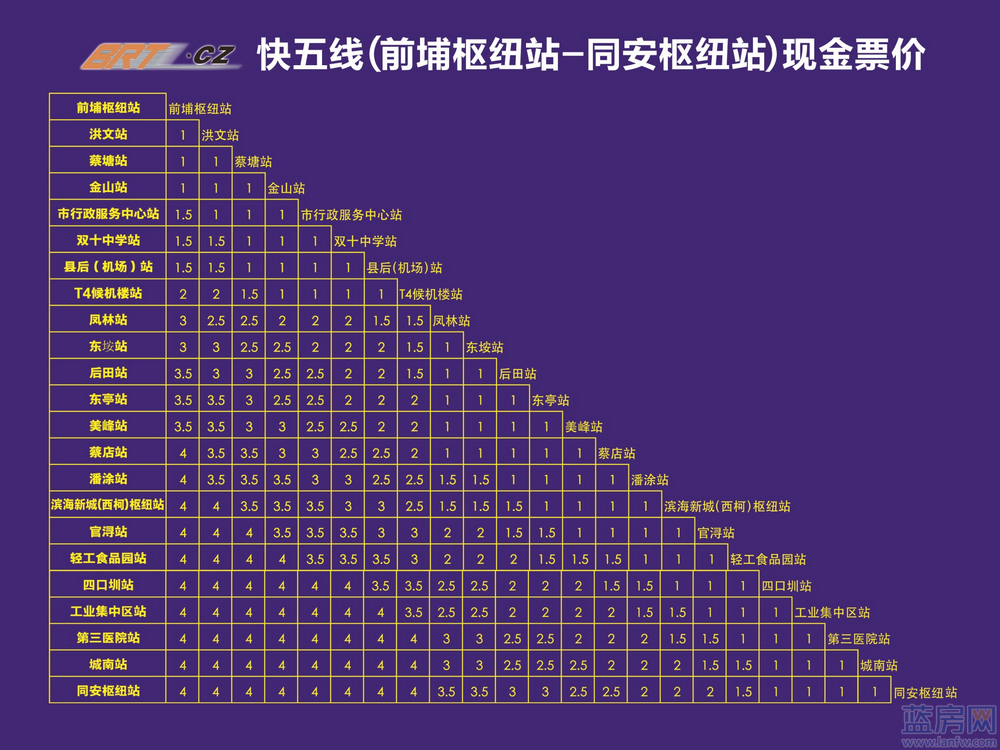 BRT·CZ 快五线(前埔枢纽站-同安枢纽站)现金票价
前埔枢纽站 前埔枢纽站
洪文站 1 洪文站
蔡塘站 1 1 蔡塘站
金山站 1 1 1 金山站
市行政服务中心站 1.5 1 1 1 市行政服务中心站
双十中学站 1.5 1.5 1 1 1 双十中学站
县后(机场)站 1.5 1.5 1 1 1 1 县后(机场)站
T4候机楼站 2 2 1.5 1 1 1 1 T4候机楼站
凤林站 3 2.5 2.5 2 2 2 1.5 1.5 凤林站
东垵站 3 3 2.5 2.5 2 2 2 1.5 1 东垵站
后田站 3.5 3 3 2.5 2.5 2 2 1.5 1 1 后田站
东亭站 3.5 3.5 3 2.5 2.5 2 2 2 1 1 1 东亭站
美峰站 3.5 3.5 3 3 2.5 2.5 2 2 1 1 1 1 美峰站
蔡店站 4 3.5 3.5 3 3 2.5 2.5 2 1 1 1 1 1 蔡店站
潘涂站 4 3.5 3.5 3.5 3 3 2.5 2.5 1.5 1.5 1 1 1 1 潘涂站
滨海新城(西柯)枢纽站 4 4 3.5 3.5 3.5 3 3 2.5 1.5 1.5 1.5 1 1 1 1 滨海新城(西柯)枢纽站
官浔站 4 4 4 3.5 3.5 3.5 3 3 2 2 1.5 1.5 1 1 1 1 官浔站
轻工食品园站 4 4 4 4 3.5 3.5 3.5 3 2 2 2 1.5 1.5 1.5 1 1 1 轻工食品园站
四口圳站 4 4 4 4 4 4 3.5 3.5 2.5 2.5 2 2 2 1.5 1.5 1 1 1 四口圳站
工业集中区站 4 4 4 4 4 4 4 3.5 2.5 2.5 2 2 2 2 1.5 1.5 1 1 1 工业集中区站
第三医院站 4 4 4 4 4 4 4 4 3 3 2.5 2.5 2 2 2 1.5 1.5 1 1 1 第三医院站
城南站 4 4 4 4 4 4 4 4 3 3 2.5 2.5 2.5 2 2 2 1.5 1.5 1 1 1 城南站
同安枢纽站 4 4 4 4 4 4 4 4 3.5 3.5 3 3 2.5 2.5 2 2 2 1.5 1 1 1 1 同安枢纽站
蓝房网
www.lanfw.com